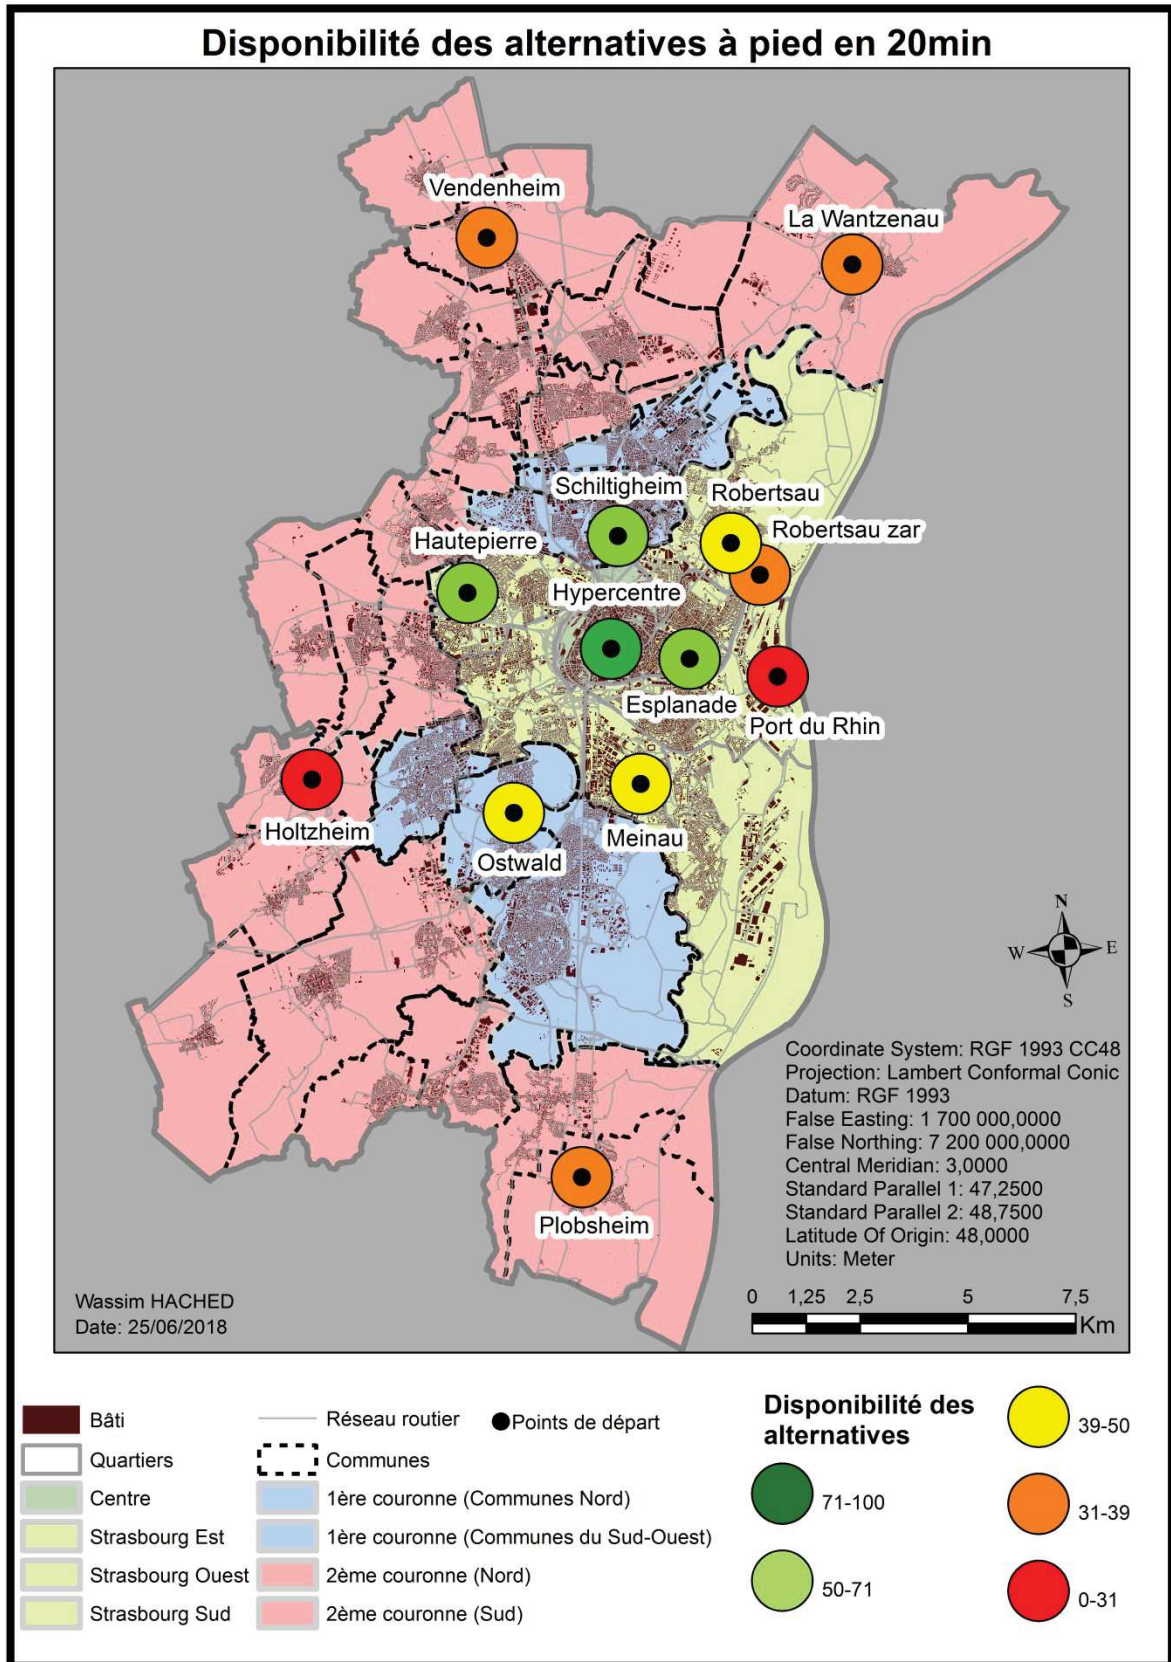 Disponibilité des alternatives à pied en 20min
Vendenheim
La Wantzenau
Schiltigheim
Robertsau
Hautepierre
Robertsau zar
Hypercentre
Esplanade
Port du Rhin
Holtzheim
Ostwald
Meinau
N
W
E
S
Plobsheim
Coordinate System: RGF 1993 CC48
Projection: Lambert Conformal Conic
Datum: RGF 1993
False Easting: 1 700 000,0000
False Northing: 7 200 000,0000
Central Meridian: 3,0000
Standard Parallel 1: 47,2500
Standard Parallel 2: 48,7500
Latitude Of Origin: 48,0000
Units: Meter
Wassim HACHED
Date: 25/06/2018
0 1,25 2,5 5 7,5
Km
Bâti
Quartiers
Centre
Strasbourg Est
Strasbourg Ouest
Strasbourg Sud
Réseau routier
Points de départ
Communes
1ère couronne (Communes Nord)
1ère couronne (Communes du Sud-Ouest)
2ème couronne (Nord)
2ème couronne (Sud)
Disponibilité des
alternatives
71-100
50-71
39-50
31-39
0-31